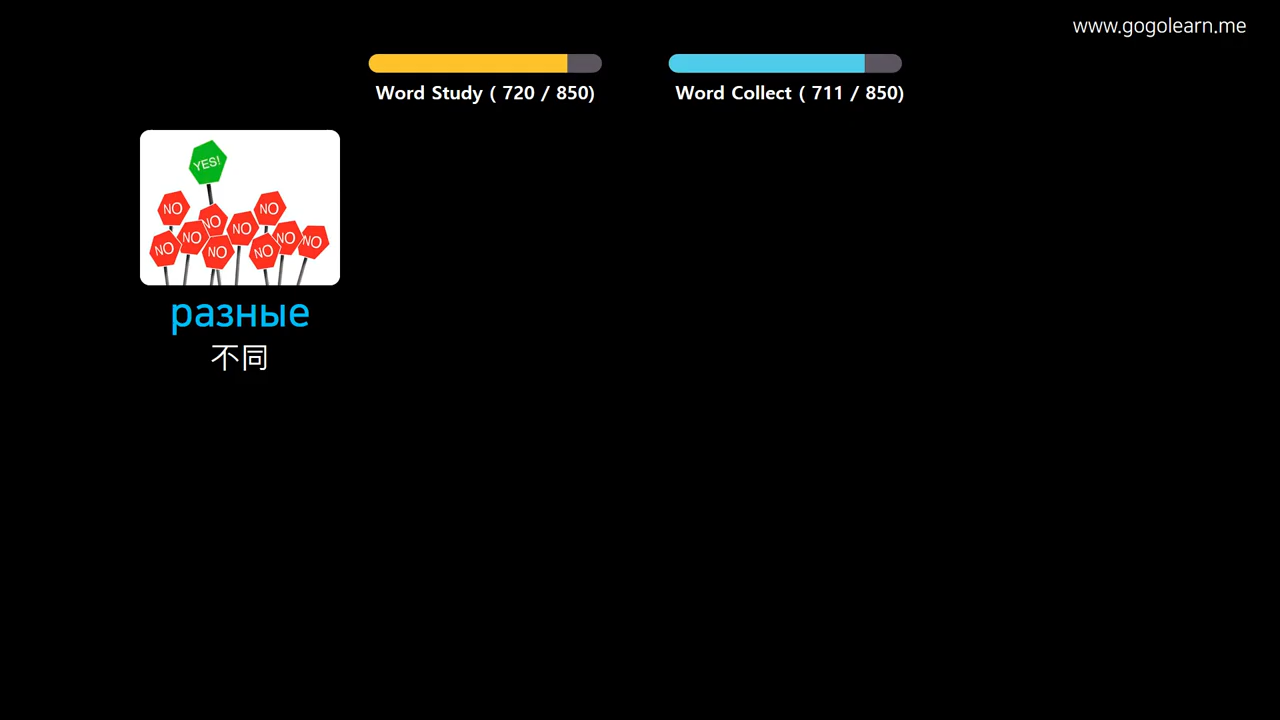 www.gogolearn.me
Word Study ( 720 / 850)
Word Collect ( 711 / 850)
YES!
NO
NO
NO
NO
NO
NO
NO
NO
NO
NO
разные
不同